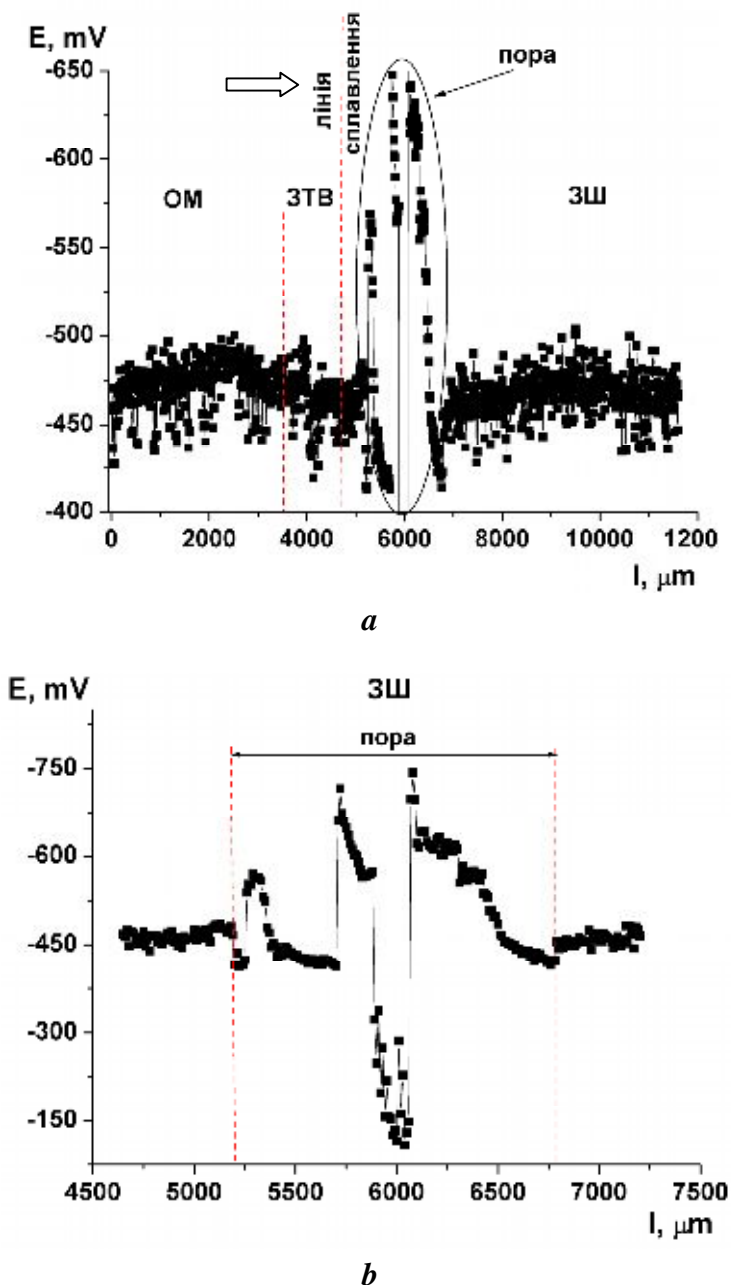 E, mV
-650
-600
-550
-500
-450
-400
лінія
сплавлення
пора
ОМ
ЗТВ
ЗШ
0 2000 4000 6000 8000 10000 1200
l, μm
a
E, mV
ЗШ
пора
-750
-600
-450
-300
-150
4500 5000 5500 6000 6500 7000 7500
l, μm
b